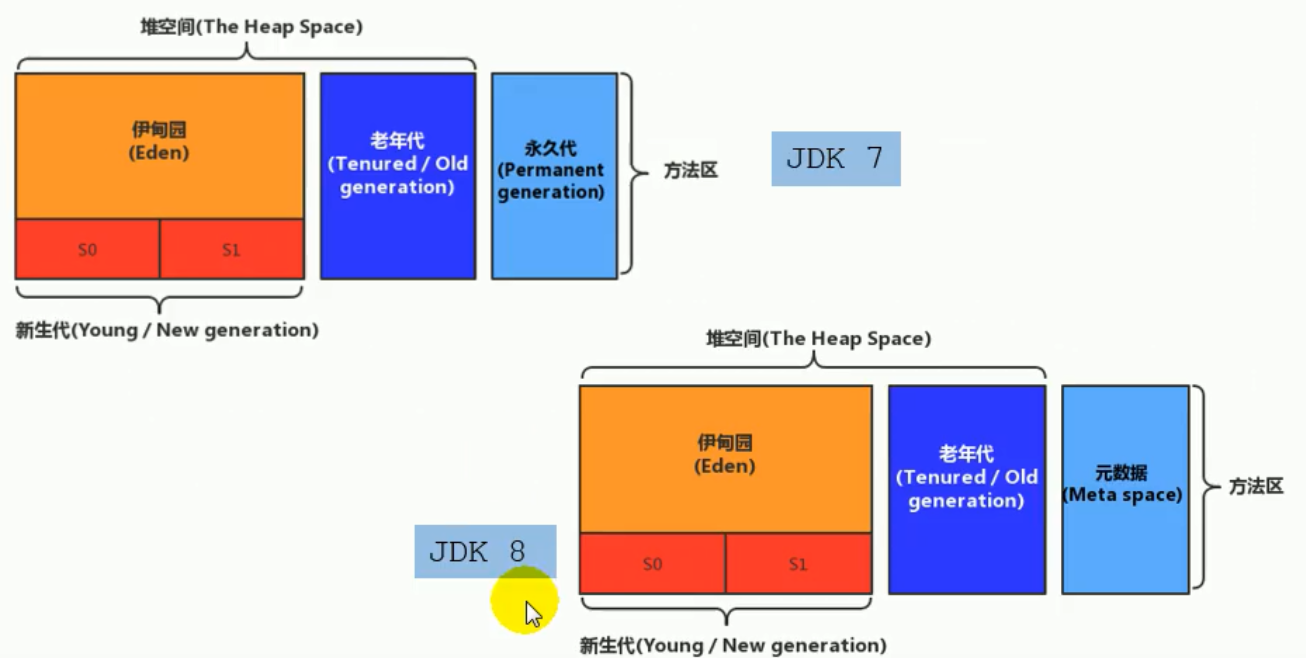 堆空间(The Heap Space)
伊甸园
(Eden)
S0
S1
老年代
(Tenured / Old
generation)
永久代
(Permanent
generation)
方法区
JDK 7
新生代(Young / New generation)
堆空间(The Heap Space)
伊甸园
(Eden)
S0
S1
老年代
(Tenured / Old
generation)
元数据
(Meta space)
方法区
JDK 8
新生代(Young / New generation)